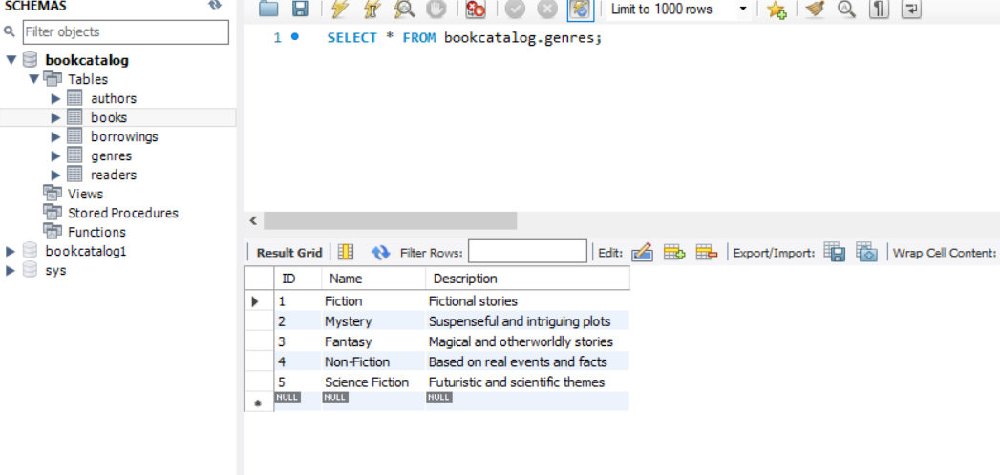 SCHEMAS
Filter objects
bookcatalog
Tables
authors
books
borrowings
genres
readers
Views
Stored Procedures
Functions
bookcatalog1
sys
Limit to 1000 rows
1 SELECT * FROM bookcatalog.genres;
Result Grid Filter Rows: Edit: Export/Import: Wrap Cell Content:
ID Name Description
1 Fiction Fictional stories
2 Mystery Suspenseful and intriguing plots
3 Fantasy Magical and otherworldly stories
4 Non-Fiction Based on real events and facts
5 Science Fiction Futuristic and scientific themes
NULL NULL NULL